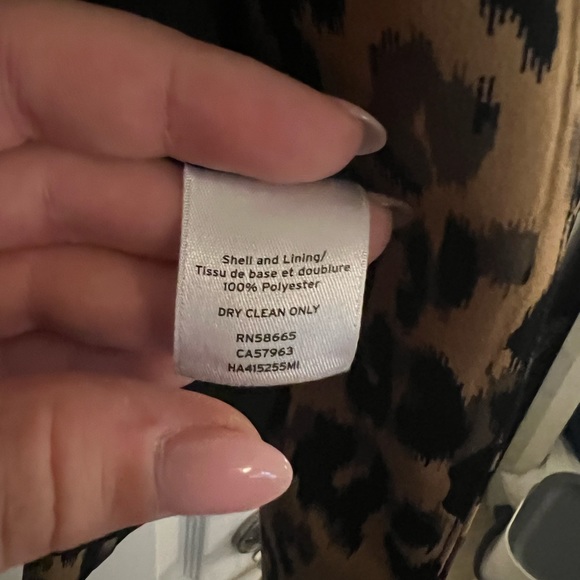 Shell and Lining/
Tissu de base et doublure
100% Polyester
DRY CLEAN ONLY
RN58665
CA57963
HA415255MI